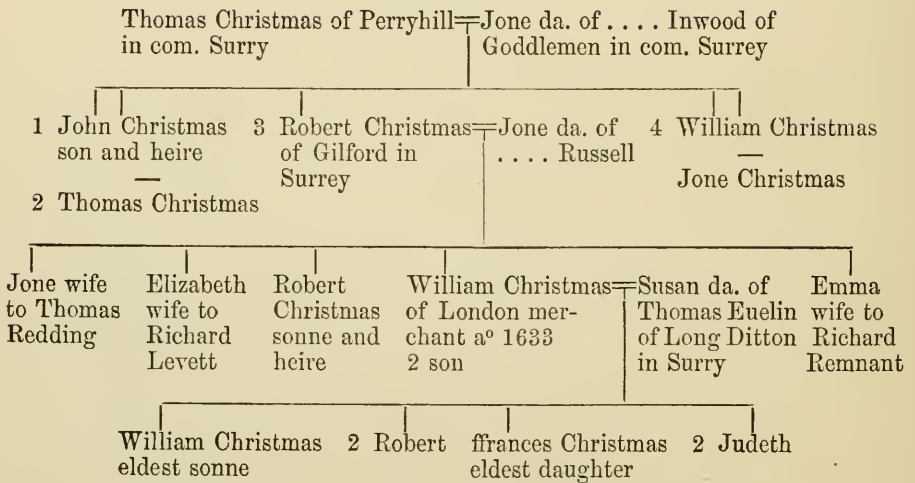 Thomas Christmas of Perryhill=Jone da. of .... Inwood of
in com. Surry
Goddlemen in com. Surrey
1 John Christmas
son and heire
—
2 Thomas Christmas
3 Robert Christmas=Jone da. of
of Gilford in
Surrey
.... Russell
4 William Christmas
—
Jone Christmas
Jone wife
to Thomas
Redding
Elizabeth
wife to
Richard
Levett
Robert
Christmas
sonne and
heire
William Christmas=Susan da. of
of London mer-
chant aº 1633
2 son
Thomas Euelin
of Long Ditton
in Surry
Emma
wife to
Richard
Remnant
William Christmas
eldest sonne
2 Robert
ffrances Christmas
eldest daughter
2 Judeth